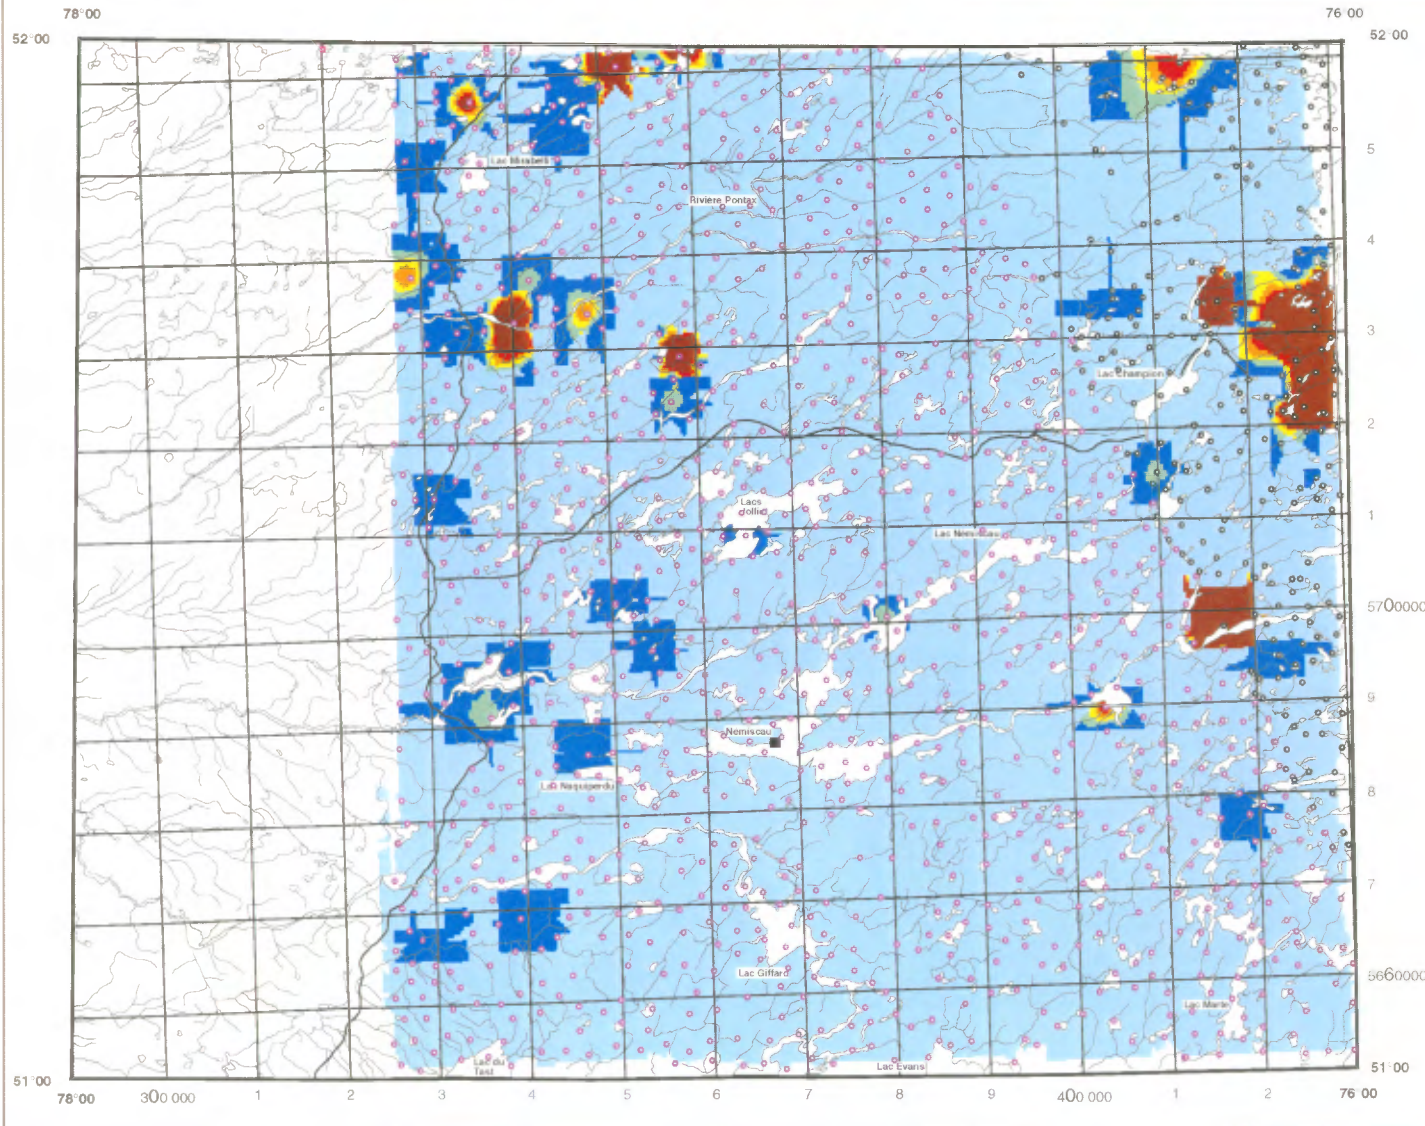 78°00
76°00
52°00
52°00
5
Lac Mirabelli
Rivière Pontax
4
3
Lac Champion
2
Lacs
Jolliet
1
Lac Nemiscau
5700000
9
Nemiscau
Lac Naquiperdu
8
7
Lac Giffard
5660000
Lac Marte
Lac du
Tast
Lac Evans
51°00
51°00
78°00
300 000
1
2
3
4
5
6
7
8
9
400 000
1
2
76°00